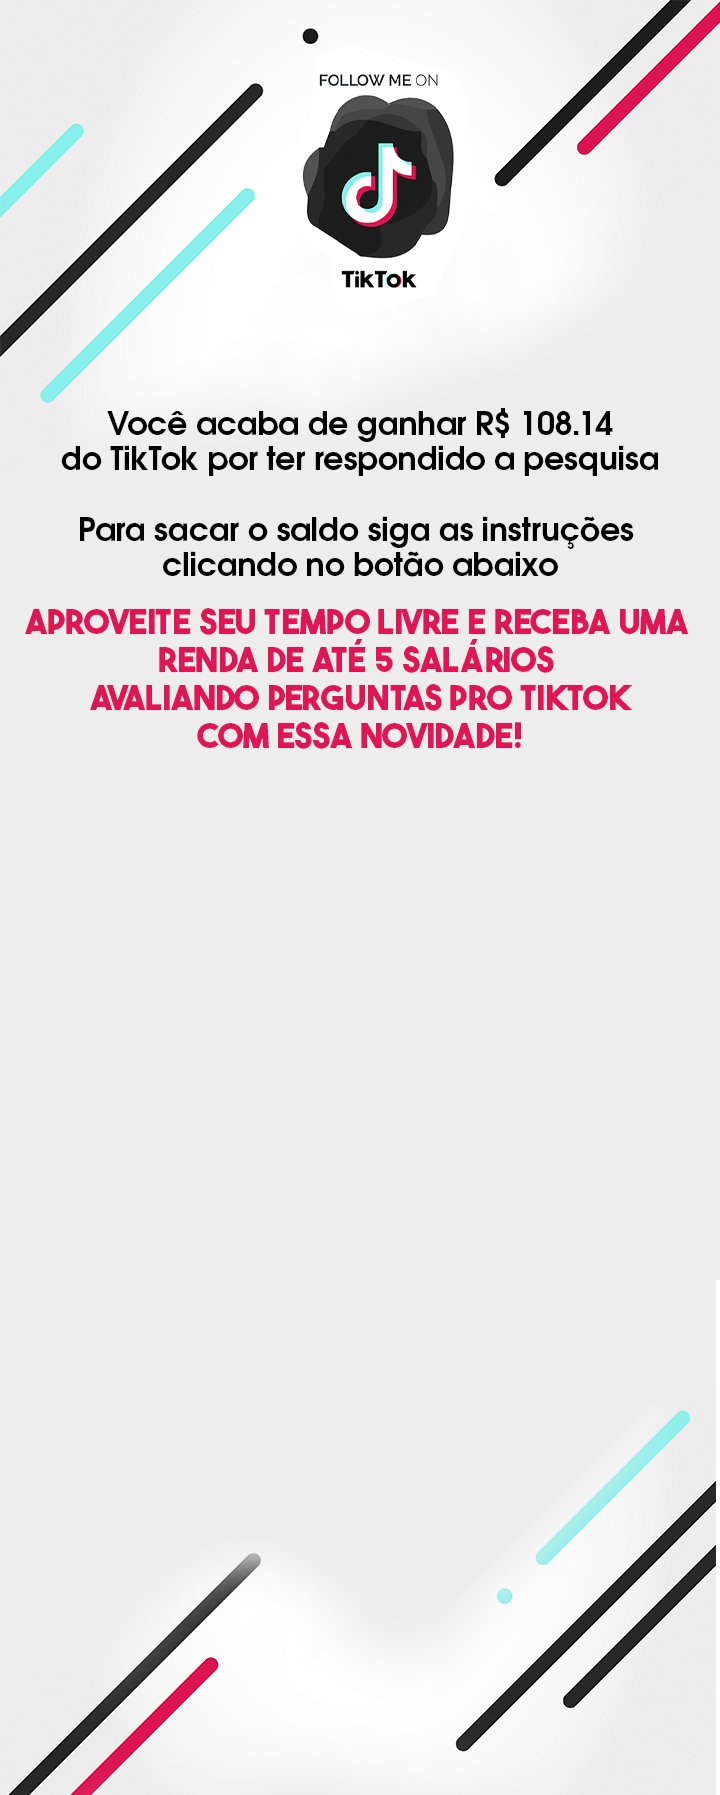 FOLLOW ME ON
TikTok
Você acaba de ganhar R$ 108.14
do TikTok por ter respondido a pesquisa
Para sacar o saldo siga as instruções
clicando no botão abaixo
APROVEITE SEU TEMPO LIVRE E RECEBA UMA
RENDA DE ATÉ 5 SALÁRIOS
AVALIANDO PERGUNTAS PRO TIKTOK
COM ESSA NOVIDADE!